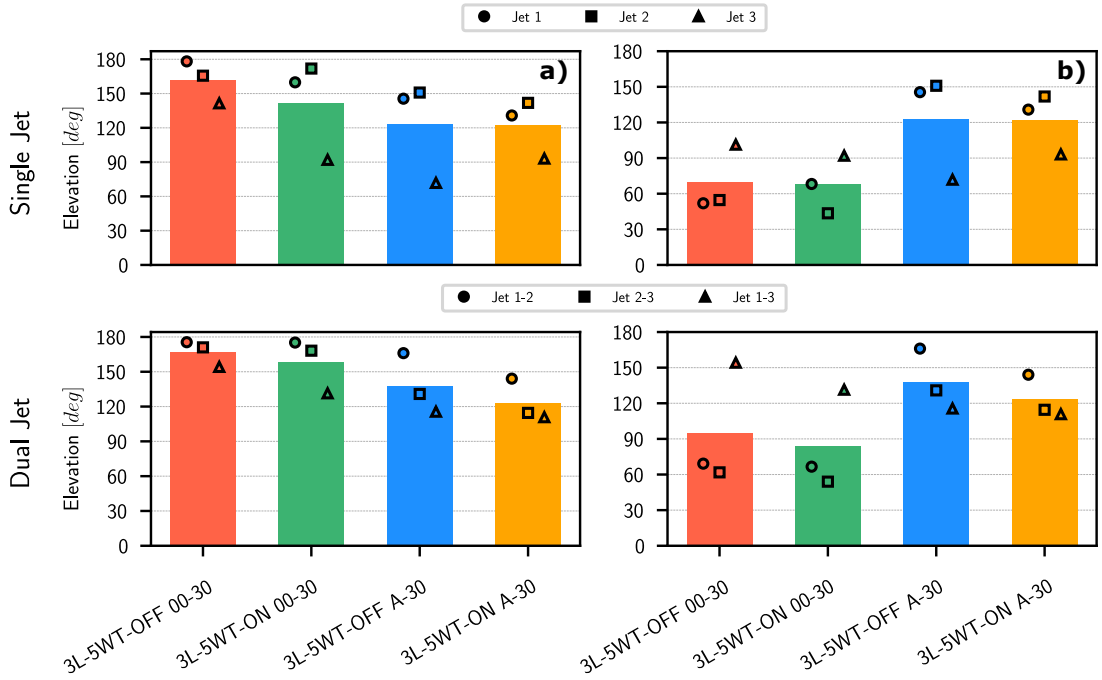 Jet 1 Jet 2 Jet 3
a) b)
Single Jet
Elevation [deg]
180
150
120
90
60
30
0
180
150
120
90
60
30
0
Jet 1-2 Jet 2-3 Jet 1-3
Dual Jet
Elevation [deg]
180
150
120
90
60
30
0
180
150
120
90
60
30
0
3L-5WT-OFF 00-30
3L-5WT-ON 00-30
3L-5WT-OFF A-30
3L-5WT-ON A-30
3L-5WT-OFF 00-30
3L-5WT-ON 00-30
3L-5WT-OFF A-30
3L-5WT-ON A-30